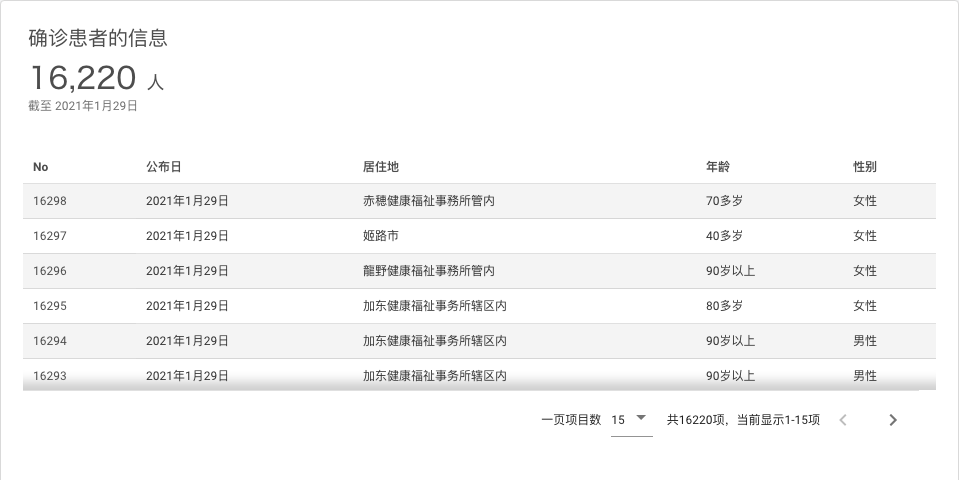 确诊患者的信息
16,220 人
截至 2021年1月29日
No 公布日 居住地 年龄 性别
16298 2021年1月29日 赤穂健康福祉事務所管内 70多岁 女性
16297 2021年1月29日 姬路市 40多岁 女性
16296 2021年1月29日 龍野健康福祉事務所管内 90岁以上 女性
16295 2021年1月29日 加东健康福祉事务所辖区内 80多岁 女性
16294 2021年1月29日 加东健康福祉事务所辖区内 90岁以上 男性
16293 2021年1月29日 加东健康福祉事务所辖区内 90岁以上 男性
一页项目数 15 共16220项，当前显示1-15项